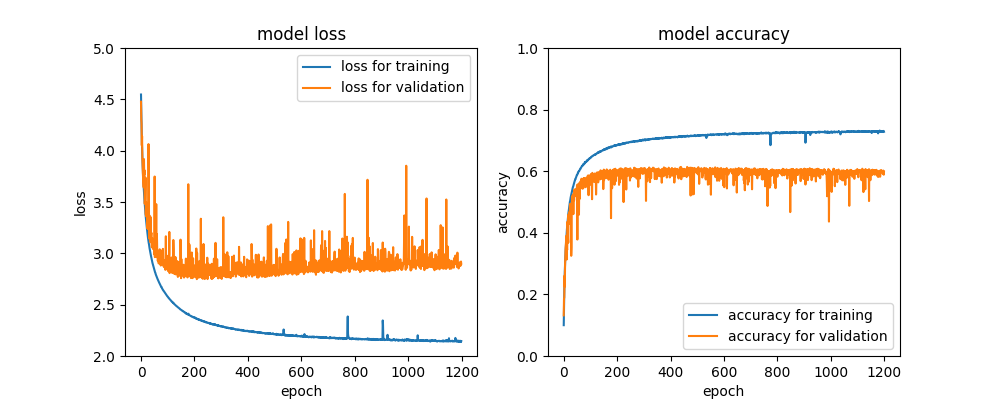 model loss
5.0
4.5
4.0
3.5
3.0
2.5
2.0
loss
loss for training
loss for validation
0 200 400 600 800 1000 1200
epoch
model accuracy
1.0
0.8
0.6
0.4
0.2
0.0
accuracy
accuracy for training
accuracy for validation
0 200 400 600 800 1000 1200
epoch